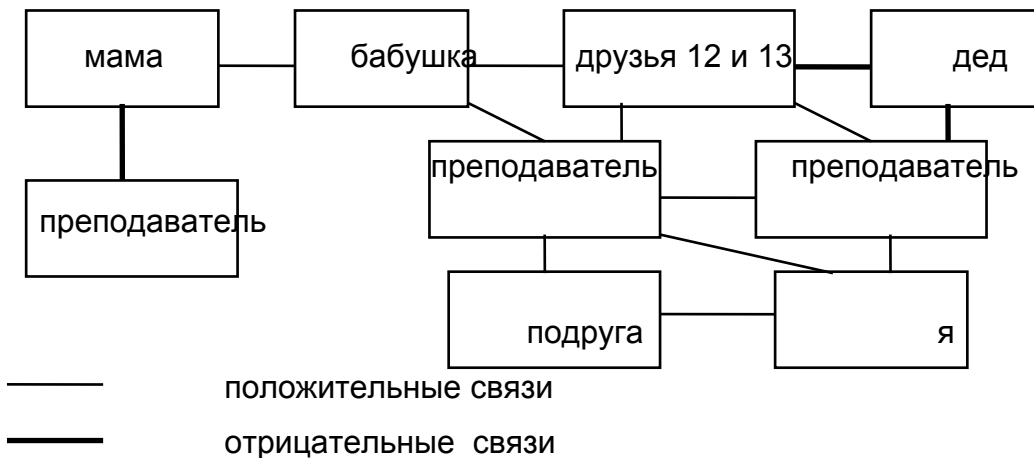 мама бабушка друзья 12 и 13 дед
преподаватель преподаватель
преподаватель
подруга я
положительные связи
отрицательные связи